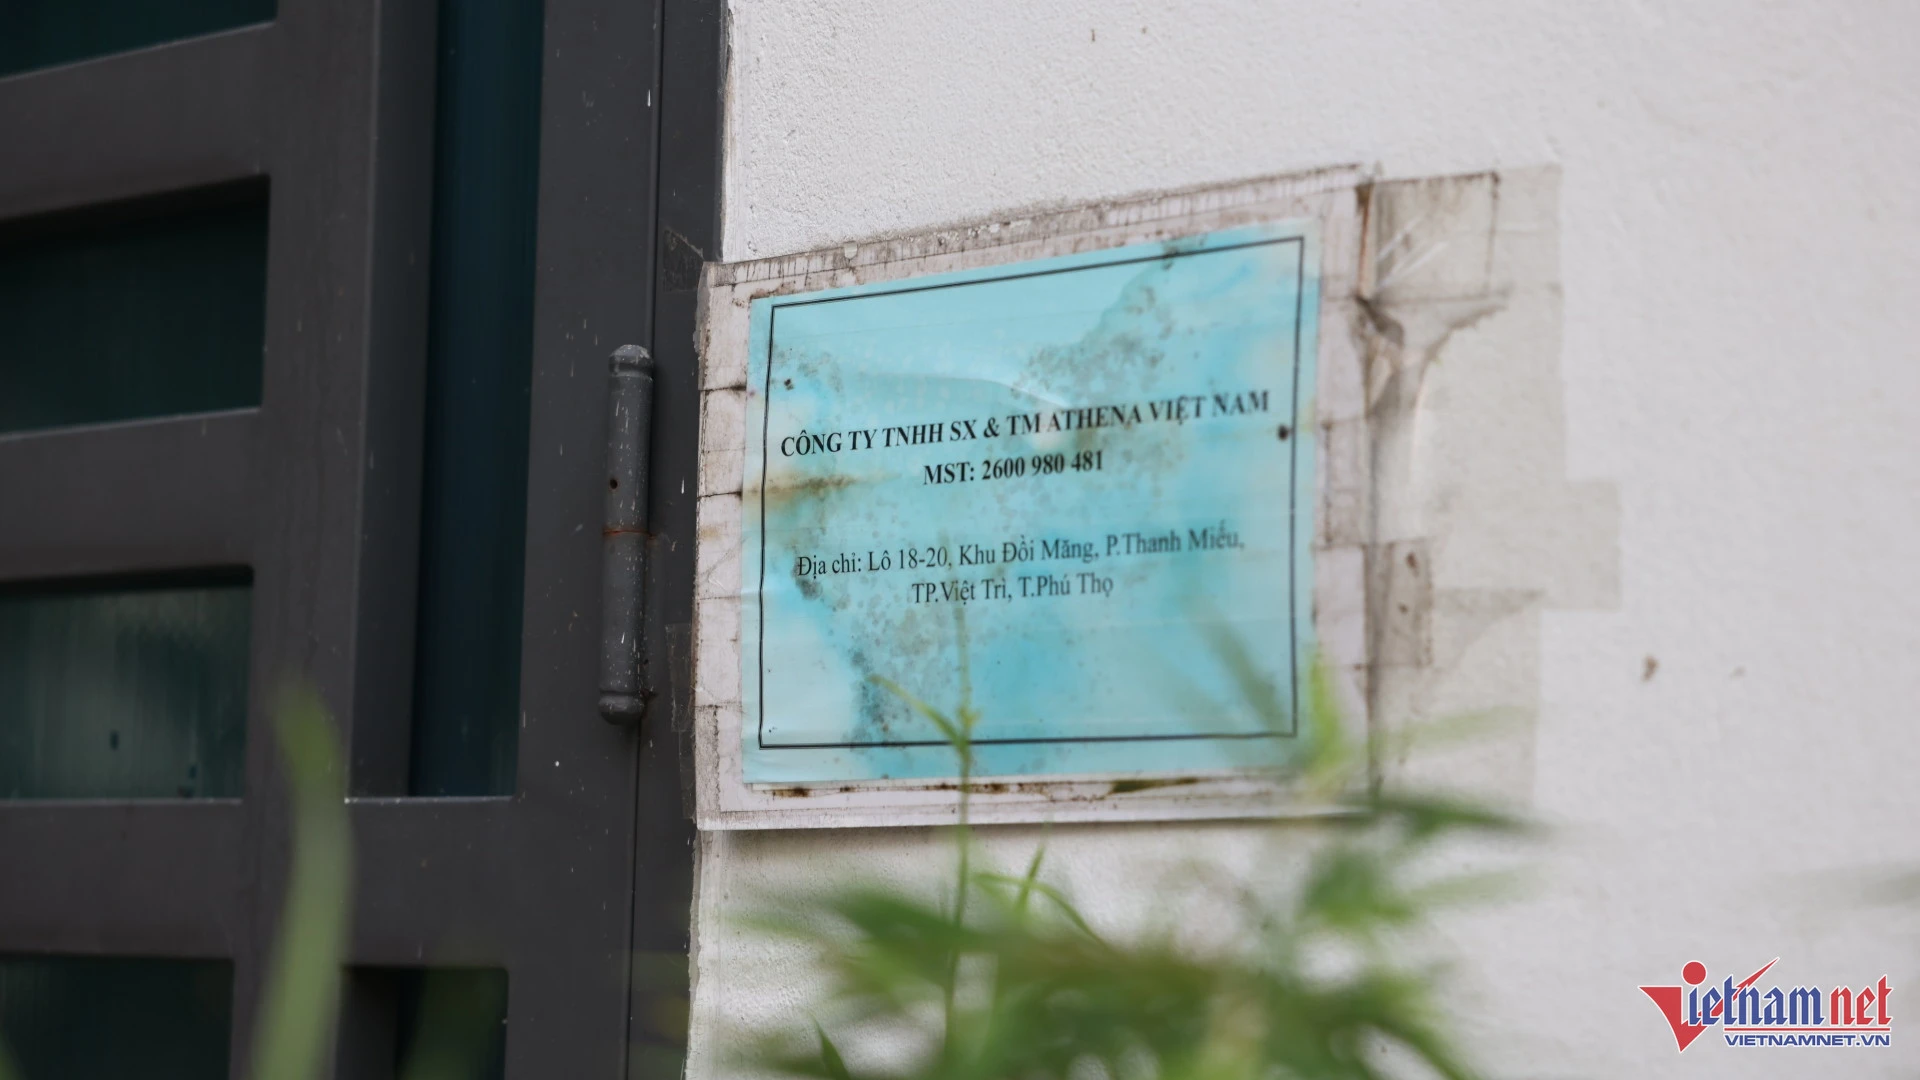 CÔNG TY TNHH SX & TM ATHENA VIỆT NAM
MST: 2600 980 481
Địa chỉ: Lô 18-20, Khu Đồi Măng, P.Thanh Miếu,
TP.Việt Trì, T.Phú Thọ
Vietnamnet
VIETNAMNET.VN